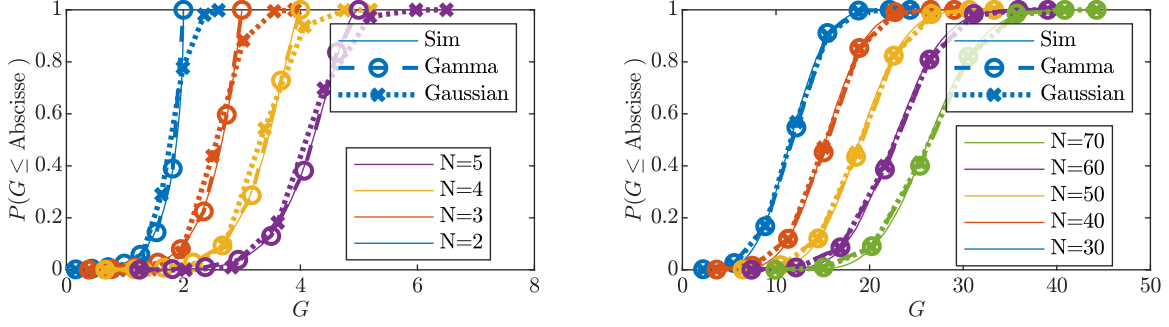 1
0.8
0.6
0.4
0.2
0
P(G ≤ Abscisse )
0 2 4 6 8
G
Sim
Gamma
Gaussian
N=5
N=4
N=3
N=2
1
0.8
0.6
0.4
0.2
0
P(G ≤ Abscisse )
0 10 20 30 40 50
G
Sim
Gamma
Gaussian
N=70
N=60
N=50
N=40
N=30